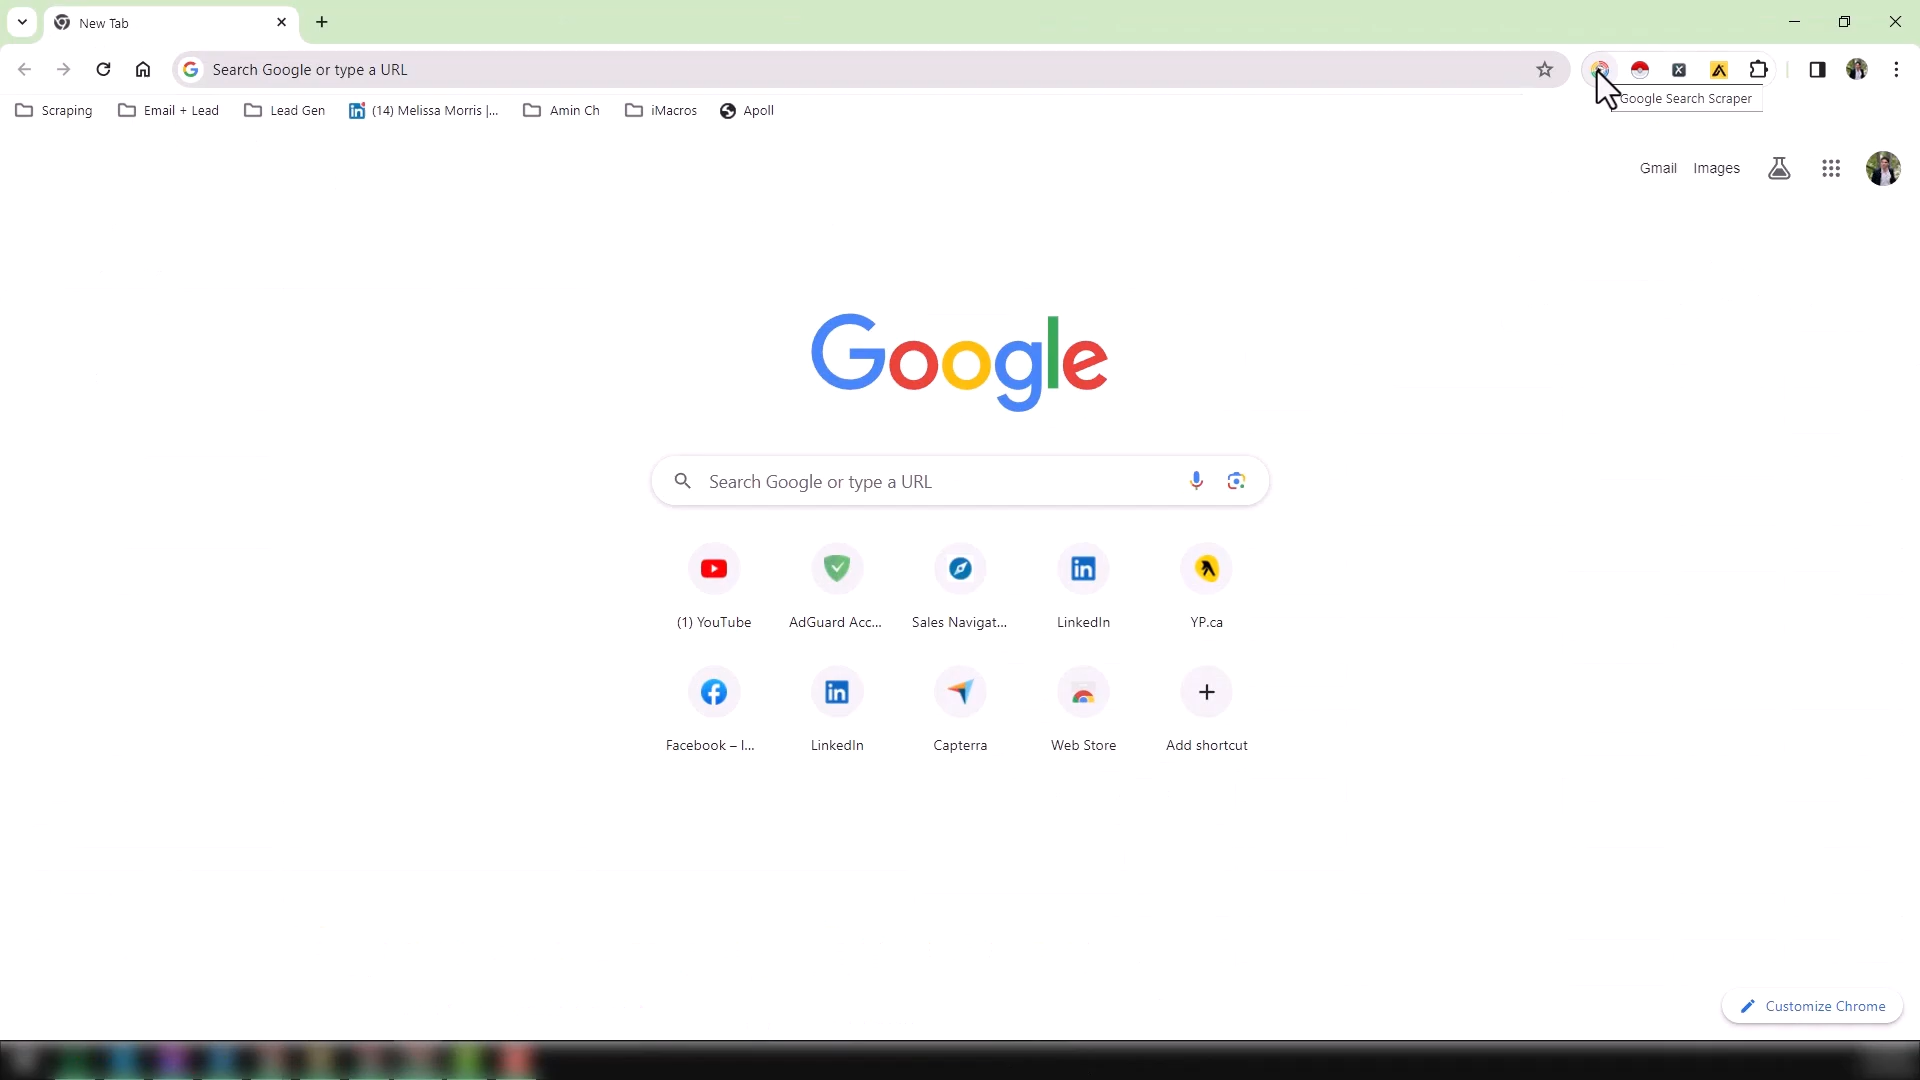 New Tab
Search Google or type a URL
Google Search Scraper
Scraping
Email + Lead
Lead Gen
(14) Melissa Morris |...
Amin Ch
iMacros
Apoll
Gmail
Images
Google
Search Google or type a URL
(1) YouTube
AdGuard Acc...
Sales Navigat...
LinkedIn
YP.ca
Facebook – l...
LinkedIn
Capterra
Web Store
Add shortcut
Customize Chrome